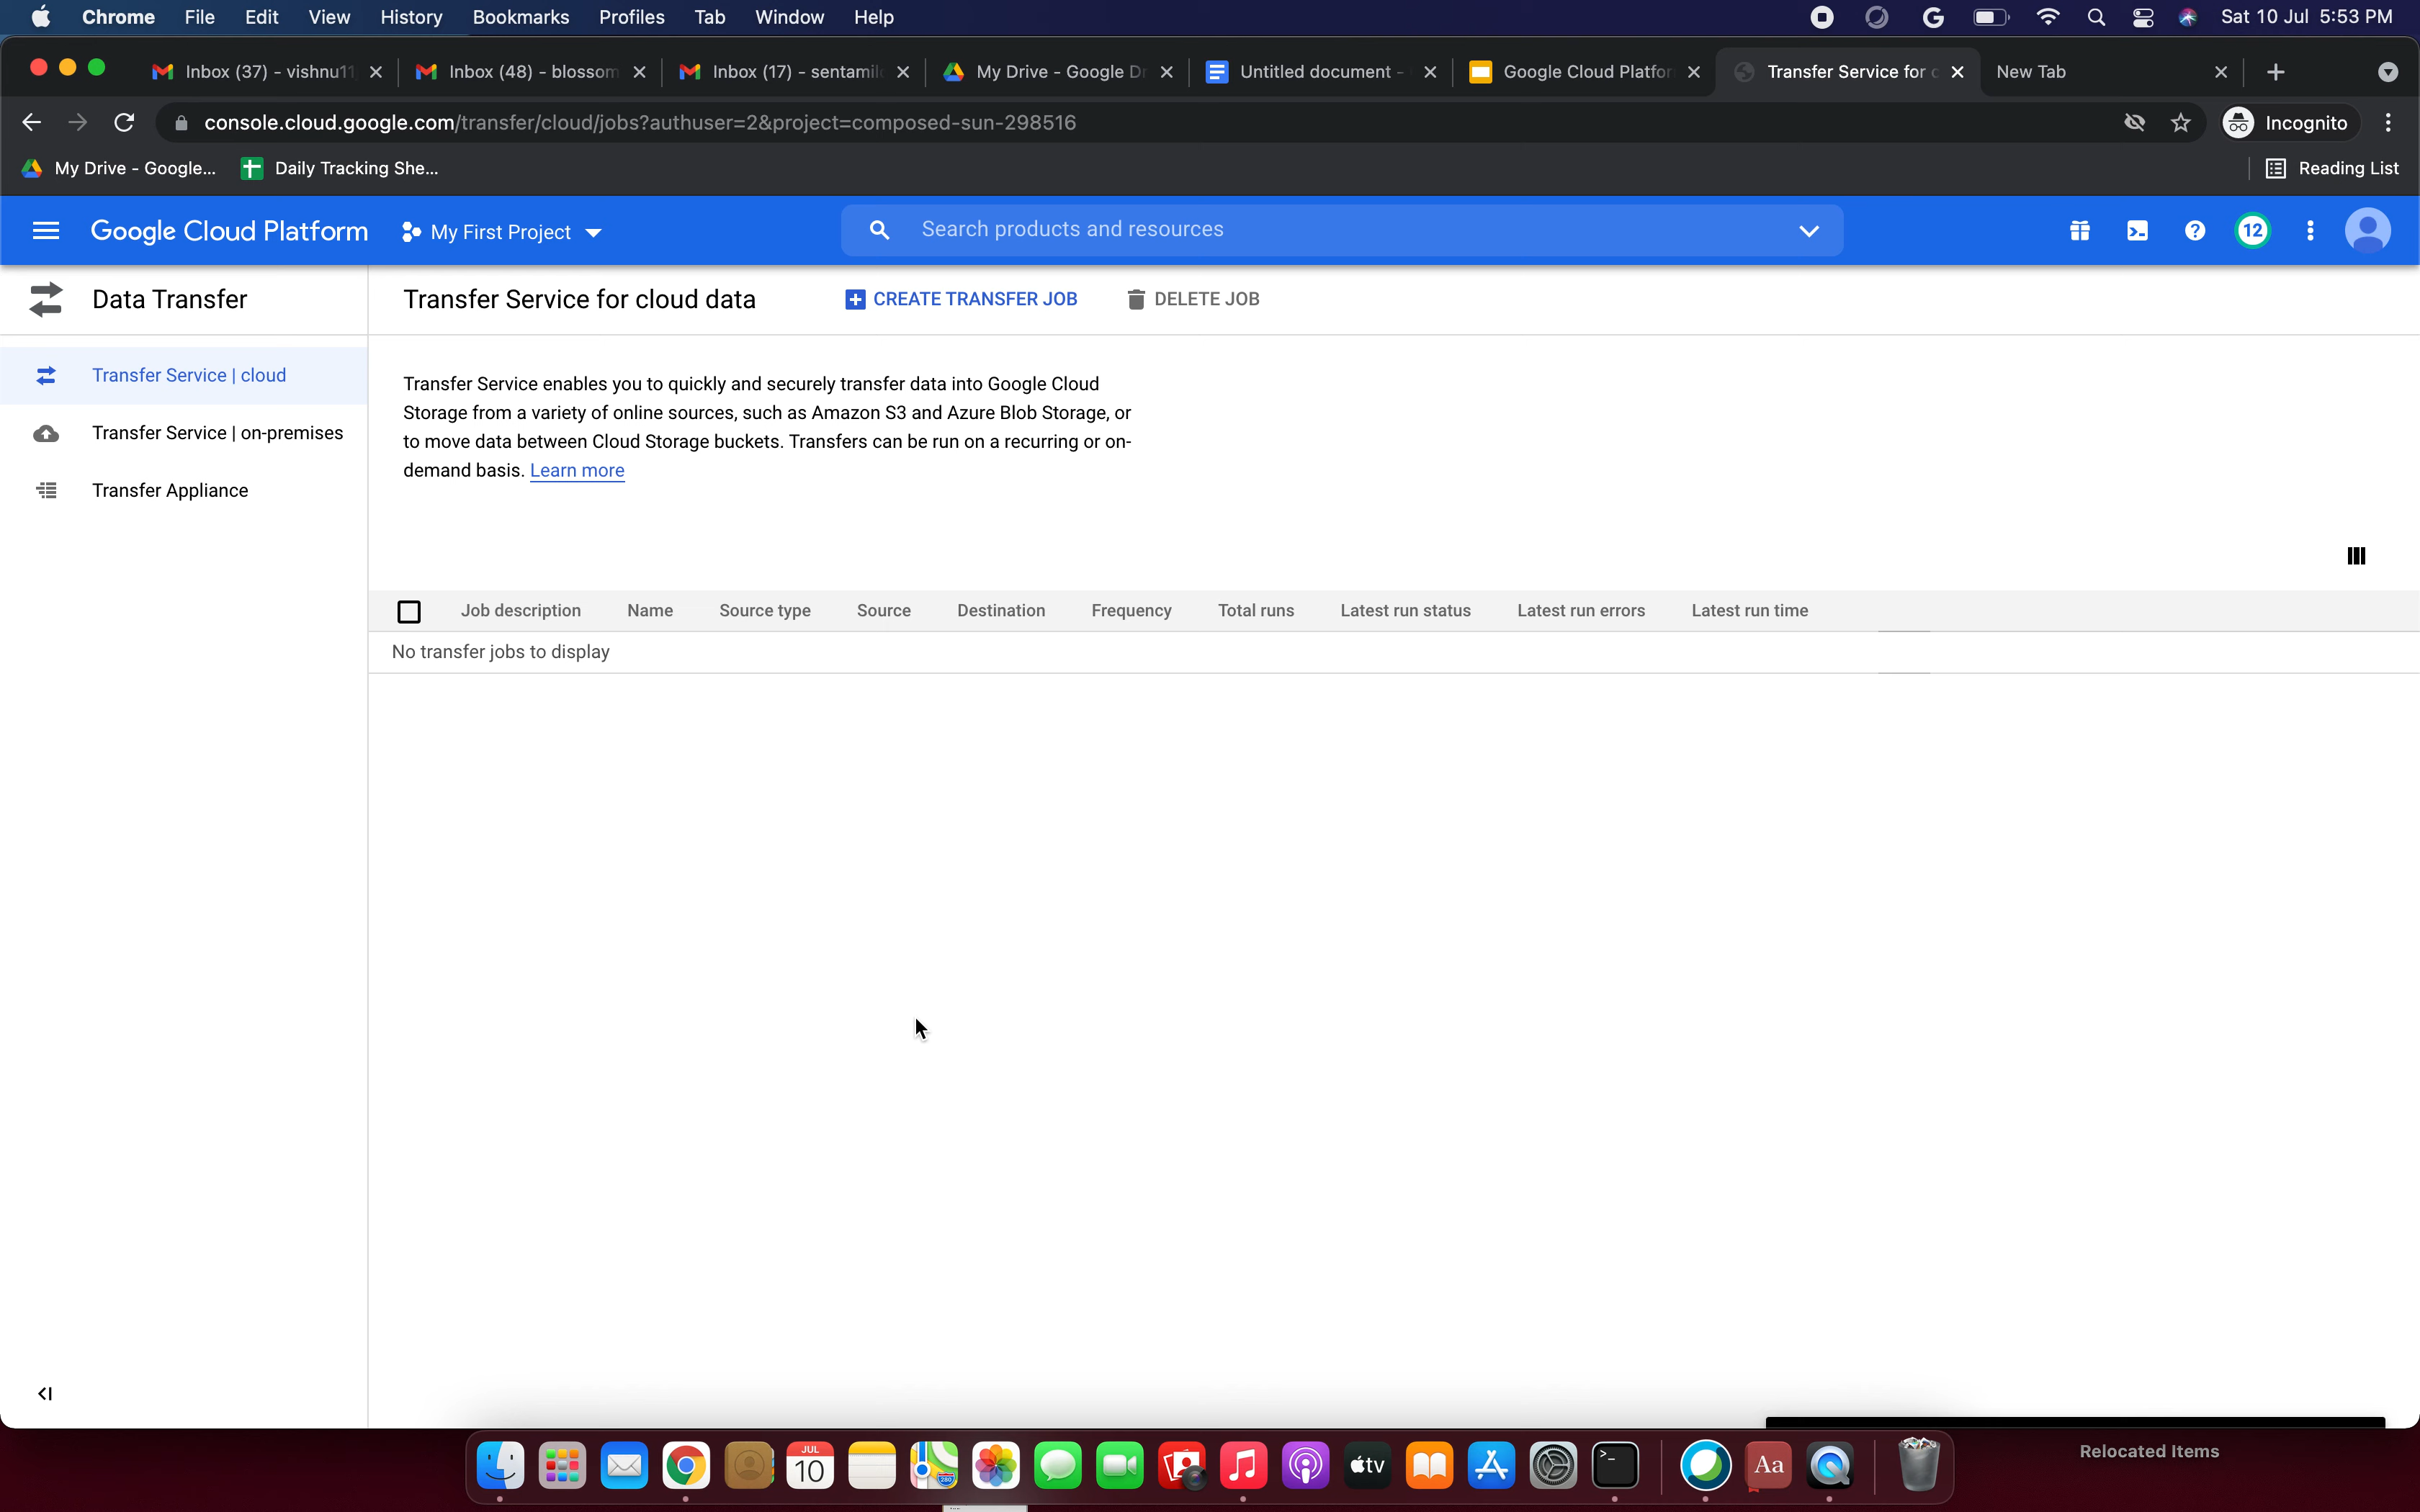 Chrome File Edit View History Bookmarks Profiles Tab Window Help Sat 10 Jul 5:53 PM
Inbox (37) - vishnu11 Inbox (48) - blossom Inbox (17) - sentamil My Drive - Google Dr Untitled document - Google Cloud Platfor Transfer Service for c New Tab
console.cloud.google.com/transfer/cloud/jobs?authuser=2&project=composed-sun-298516 Incognito
My Drive - Google... Daily Tracking She... Reading List
Google Cloud Platform My First Project Search products and resources 12
Data Transfer
Transfer Service | cloud
Transfer Service | on-premises
Transfer Appliance
Transfer Service for cloud data CREATE TRANSFER JOB DELETE JOB
Transfer Service enables you to quickly and securely transfer data into Google Cloud
Storage from a variety of online sources, such as Amazon S3 and Azure Blob Storage, or
to move data between Cloud Storage buckets. Transfers can be run on a recurring or on-
demand basis. Learn more
Job description Name Source type Source Destination Frequency Total runs Latest run status Latest run errors Latest run time
No transfer jobs to display
JUL
10
280
tv
Aa
Relocated Items